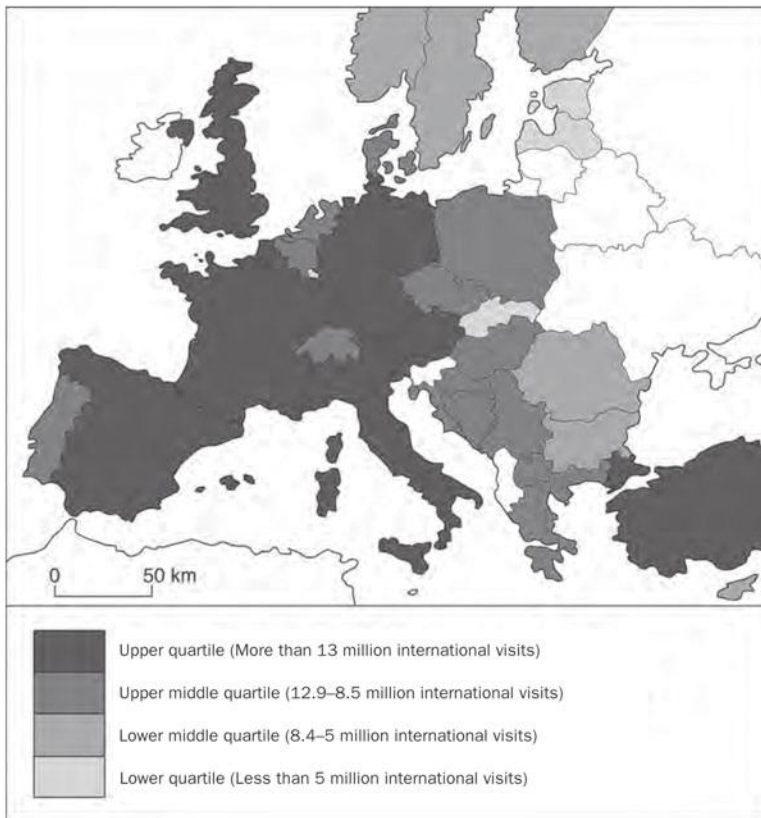 0 50 km
Upper quartile (More than 13 million international visits)
Upper middle quartile (12.9–8.5 million international visits)
Lower middle quartile (8.4–5 million international visits)
Lower quartile (Less than 5 million international visits)